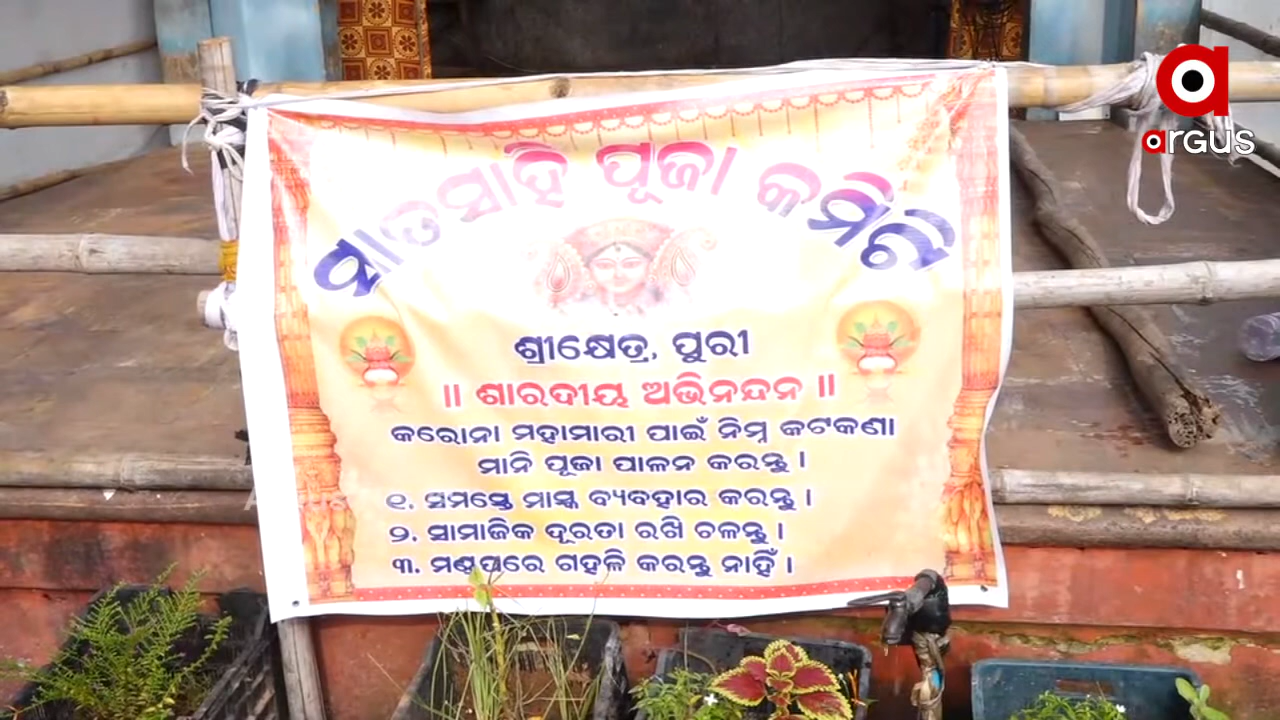 argus
ସାତସାହି ପୂଜା କମିଟି
ଶ୍ରୀକ୍ଷେତ୍ର, ପୁରୀ
॥ ଶାରଦୀୟ ଅଭିନନ୍ଦନ ॥
କରୋନା ମହାମାରୀ ପାଇଁ ନିମ୍ନ କଟକଣା
ମାନି ପୂଜା ପାଳନ କରନ୍ତୁ ।
୧. ସମସ୍ତେ ମାସ୍କ ବ୍ୟବହାର କରନ୍ତୁ ।
୨. ସାମାଜିକ ଦୂରତା ରଖି ଚଳନ୍ତୁ ।
୩. ମଣ୍ଡପରେ ଗହଳି କରନ୍ତୁ ନାହିଁ ।